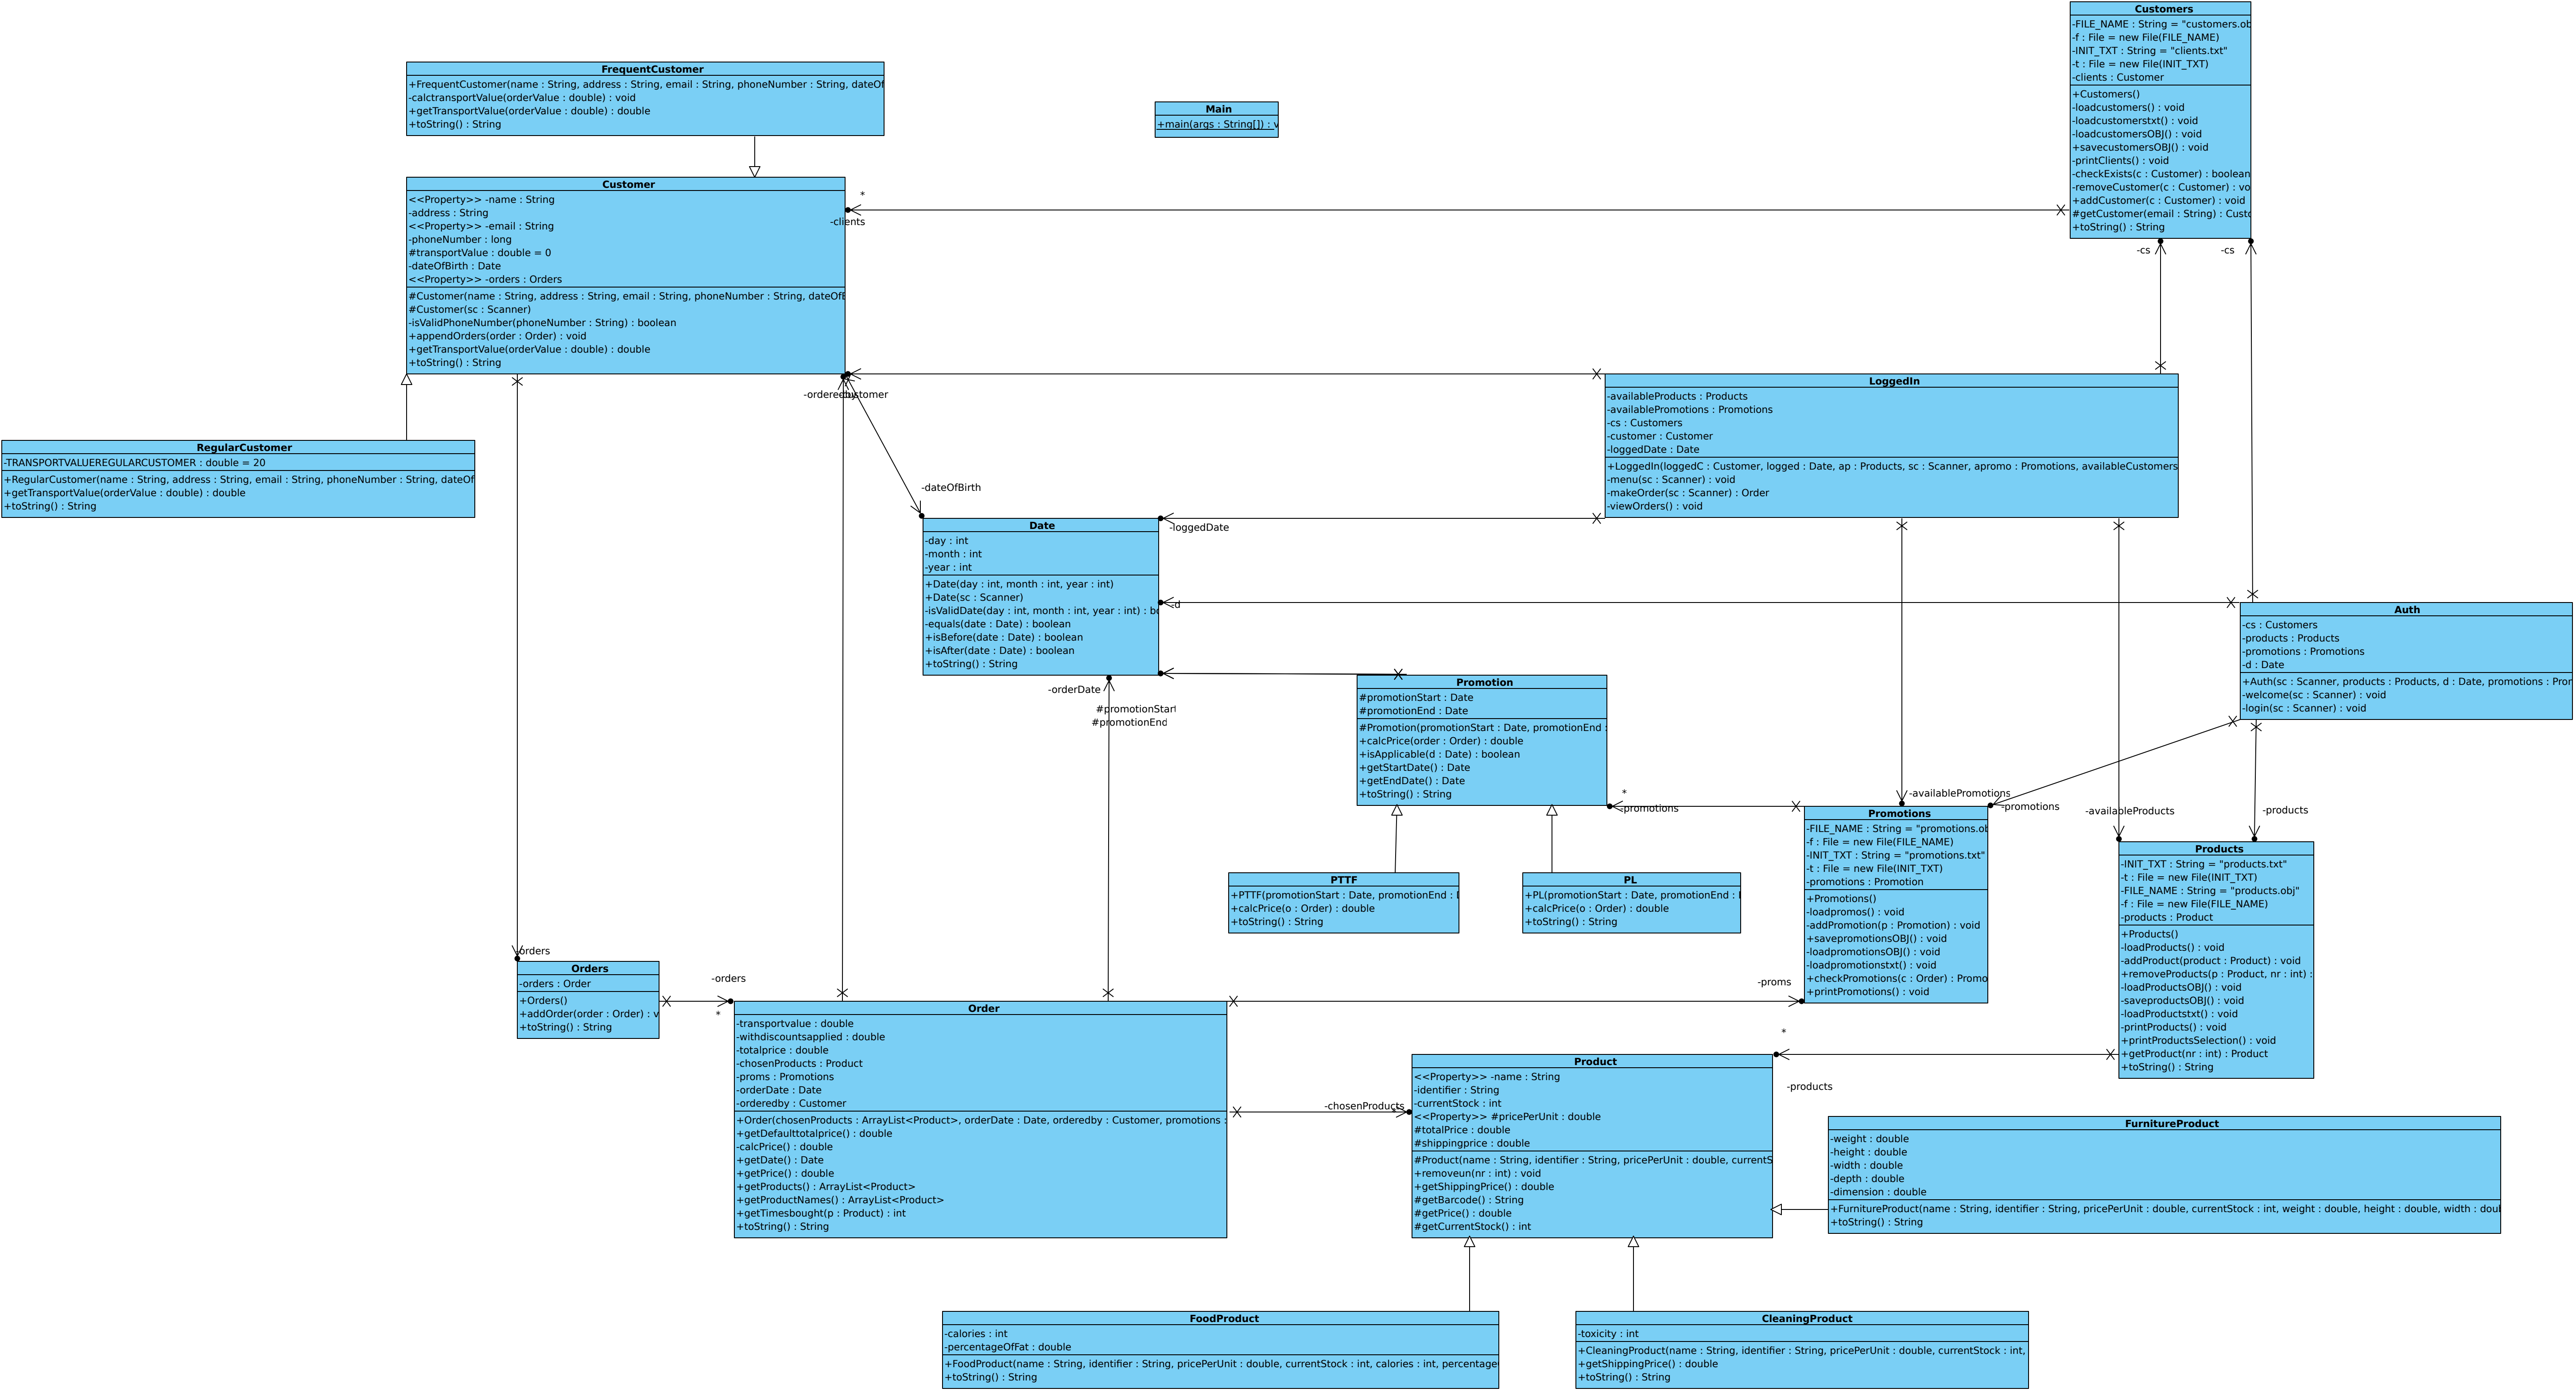 Customers
-FILE_NAME : String = "customers.ob
-f : File = new File(FILE_NAME)
-INIT_TXT : String = "clients.txt"
-t : File = new File(INIT_TXT)
-clients : Customer
+Customers()
-loadcustomers() : void
-loadcustomerstxt() : void
-loadcustomersOBJ() : void
+savecustomersOBJ() : void
-printClients() : void
-checkExists(c : Customer) : boolean
-removeCustomer(c : Customer) : vo
+addCustomer(c : Customer) : void
#getCustomer(email : String) : Custo
+toString() : String
FrequentCustomer
+FrequentCustomer(name : String, address : String, email : String, phoneNumber : String, dateOf
-calctransportValue(orderValue : double) : void
+getTransportValue(orderValue : double) : double
+toString() : String
Main
+main(args : String[]) : v
Customer
<<Property>> -name : String
-address : String
<<Property>> -email : String
-phoneNumber : long
#transportValue : double = 0
-dateOfBirth : Date
<<Property>> -orders : Orders
#Customer(name : String, address : String, email : String, phoneNumber : String, dateOfB
#Customer(sc : Scanner)
-isValidPhoneNumber(phoneNumber : String) : boolean
+appendOrders(order : Order) : void
+getTransportValue(orderValue : double) : double
+toString() : String
*
-clients
-cs
-cs
-orderedby
-customer
RegularCustomer
-TRANSPORTVALUEREGULARCUSTOMER : double = 20
+RegularCustomer(name : String, address : String, email : String, phoneNumber : String, dateOf
+getTransportValue(orderValue : double) : double
+toString() : String
LoggedIn
-availableProducts : Products
-availablePromotions : Promotions
-cs : Customers
-customer : Customer
-loggedDate : Date
+LoggedIn(loggedC : Customer, logged : Date, ap : Products, sc : Scanner, apromo : Promotions, availableCustomers
-menu(sc : Scanner) : void
-makeOrder(sc : Scanner) : Order
-viewOrders() : void
-dateOfBirth
Date
-day : int
-month : int
-year : int
+Date(day : int, month : int, year : int)
+Date(sc : Scanner)
-isValidDate(day : int, month : int, year : int) : bo
-equals(date : Date) : boolean
+isBefore(date : Date) : boolean
+isAfter(date : Date) : boolean
+toString() : String
-loggedDate
-d
Auth
-cs : Customers
-products : Products
-promotions : Promotions
-d : Date
+Auth(sc : Scanner, products : Products, d : Date, promotions : Pror
-welcome(sc : Scanner) : void
-login(sc : Scanner) : void
-orderDate
#promotionStart
#promotionEnd
Promotion
#promotionStart : Date
#promotionEnd : Date
#Promotion(promotionStart : Date, promotionEnd :
+calcPrice(order : Order) : double
+isApplicable(d : Date) : boolean
+getStartDate() : Date
+getEndDate() : Date
+toString() : String
*
-promotions
-availablePromotions
-promotions
-availableProducts
-products
PTTF
+PTTF(promotionStart : Date, promotionEnd : D
+calcPrice(o : Order) : double
+toString() : String
PL
+PL(promotionStart : Date, promotionEnd : D
+calcPrice(o : Order) : double
+toString() : String
Promotions
-FILE_NAME : String = "promotions.ob
-f : File = new File(FILE_NAME)
-INIT_TXT : String = "promotions.txt"
-t : File = new File(INIT_TXT)
-promotions : Promotion
+Promotions()
-loadpromos() : void
-addPromotion(p : Promotion) : void
+savepromotionsOBJ() : void
-loadpromotionsOBJ() : void
-loadpromotionstxt() : void
+checkPromotions(c : Order) : Promo
+printPromotions() : void
Products
-INIT_TXT : String = "products.txt"
-t : File = new File(INIT_TXT)
-FILE_NAME : String = "products.obj"
-f : File = new File(FILE_NAME)
-products : Product
+Products()
-loadProducts() : void
-addProduct(product : Product) : void
+removeProducts(p : Product, nr : int) :
-loadProductsOBJ() : void
-saveproductsOBJ() : void
-loadProductstxt() : void
-printProducts() : void
+printProductsSelection() : void
+getProduct(nr : int) : Product
+toString() : String
-orders
Orders
-orders : Order
+Orders()
+addOrder(order : Order) : v
+toString() : String
-orders
*
-proms
Order
-transportvalue : double
-withdiscountsapplied : double
-totalprice : double
-chosenProducts : Product
-proms : Promotions
-orderDate : Date
-orderedby : Customer
+Order(chosenProducts : ArrayList<Product>, orderDate : Date, orderedby : Customer, promotions :
+getDefaulttotalprice() : double
-calcPrice() : double
+getDate() : Date
+getPrice() : double
+getProducts() : ArrayList<Product>
+getProductNames() : ArrayList<Product>
+getTimesbought(p : Product) : int
+toString() : String
-chosenProducts
*
*
-products
Product
<<Property>> -name : String
-identifier : String
-currentStock : int
<<Property>> #pricePerUnit : double
#totalPrice : double
#shippingprice : double
#Product(name : String, identifier : String, pricePerUnit : double, currentS
+removeun(nr : int) : void
+getShippingPrice() : double
#getBarcode() : String
#getPrice() : double
#getCurrentStock() : int
FurnitureProduct
-weight : double
-height : double
-width : double
-depth : double
-dimension : double
+FurnitureProduct(name : String, identifier : String, pricePerUnit : double, currentStock : int, weight : double, height : double, width : doul
+toString() : String
FoodProduct
-calories : int
-percentageOfFat : double
+FoodProduct(name : String, identifier : String, pricePerUnit : double, currentStock : int, calories : int, percentage
+toString() : String
CleaningProduct
-toxicity : int
+CleaningProduct(name : String, identifier : String, pricePerUnit : double, currentStock : int,
+getShippingPrice() : double
+toString() : String